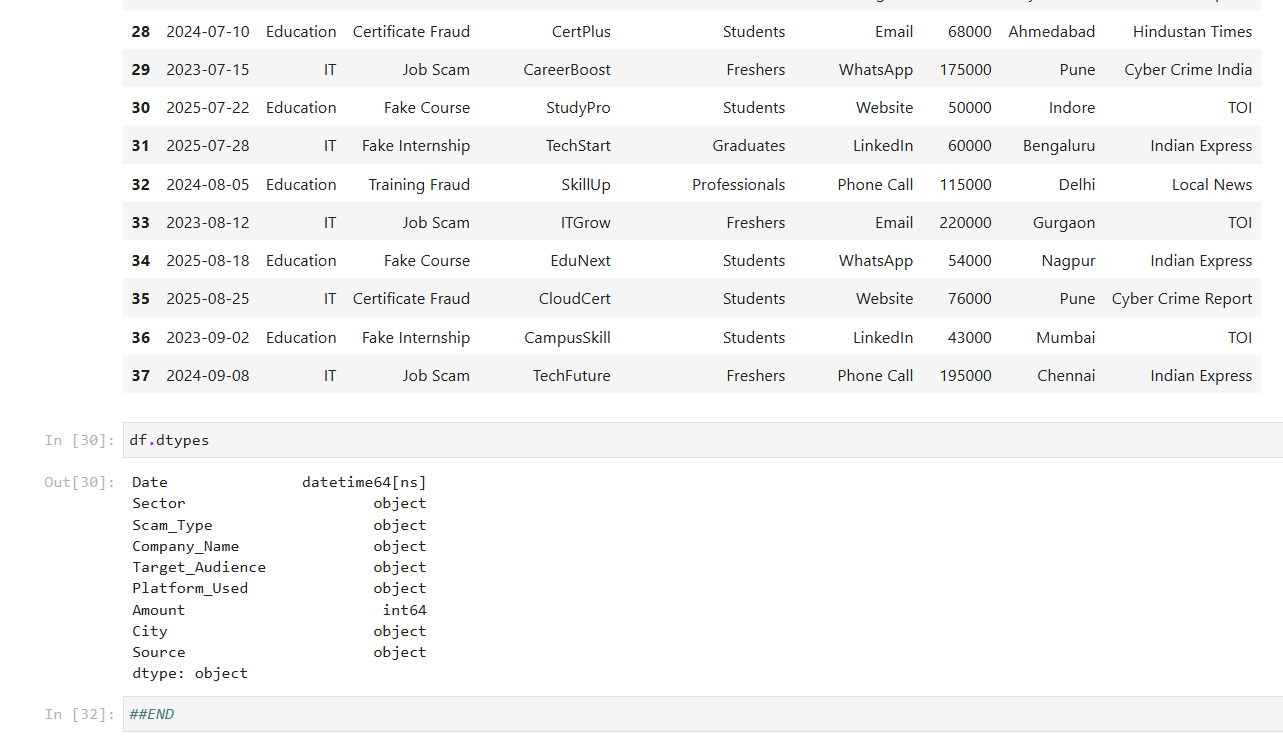 28 2024-07-10 Education Certificate Fraud CertPlus Students Email 68000 Ahmedabad Hindustan Times
29 2023-07-15 IT Job Scam CareerBoost Freshers WhatsApp 175000 Pune Cyber Crime India
30 2025-07-22 Education Fake Course StudyPro Students Website 50000 Indore TOI
31 2025-07-28 IT Fake Internship TechStart Graduates LinkedIn 60000 Bengaluru Indian Express
32 2024-08-05 Education Training Fraud SkillUp Professionals Phone Call 115000 Delhi Local News
33 2023-08-12 IT Job Scam ITGrow Freshers Email 220000 Gurgaon TOI
34 2025-08-18 Education Fake Course EduNext Students WhatsApp 54000 Nagpur Indian Express
35 2025-08-25 IT Certificate Fraud CloudCert Students Website 76000 Pune Cyber Crime Report
36 2023-09-02 Education Fake Internship CampusSkill Students LinkedIn 43000 Mumbai TOI
37 2024-09-08 IT Job Scam TechFuture Freshers Phone Call 195000 Chennai Indian Express
In [30]: df.dtypes
Out[30]: Date datetime64[ns]
Sector object
Scam_Type object
Company_Name object
Target_Audience object
Platform_Used object
Amount int64
City object
Source object
dtype: object
In [32]: ##END